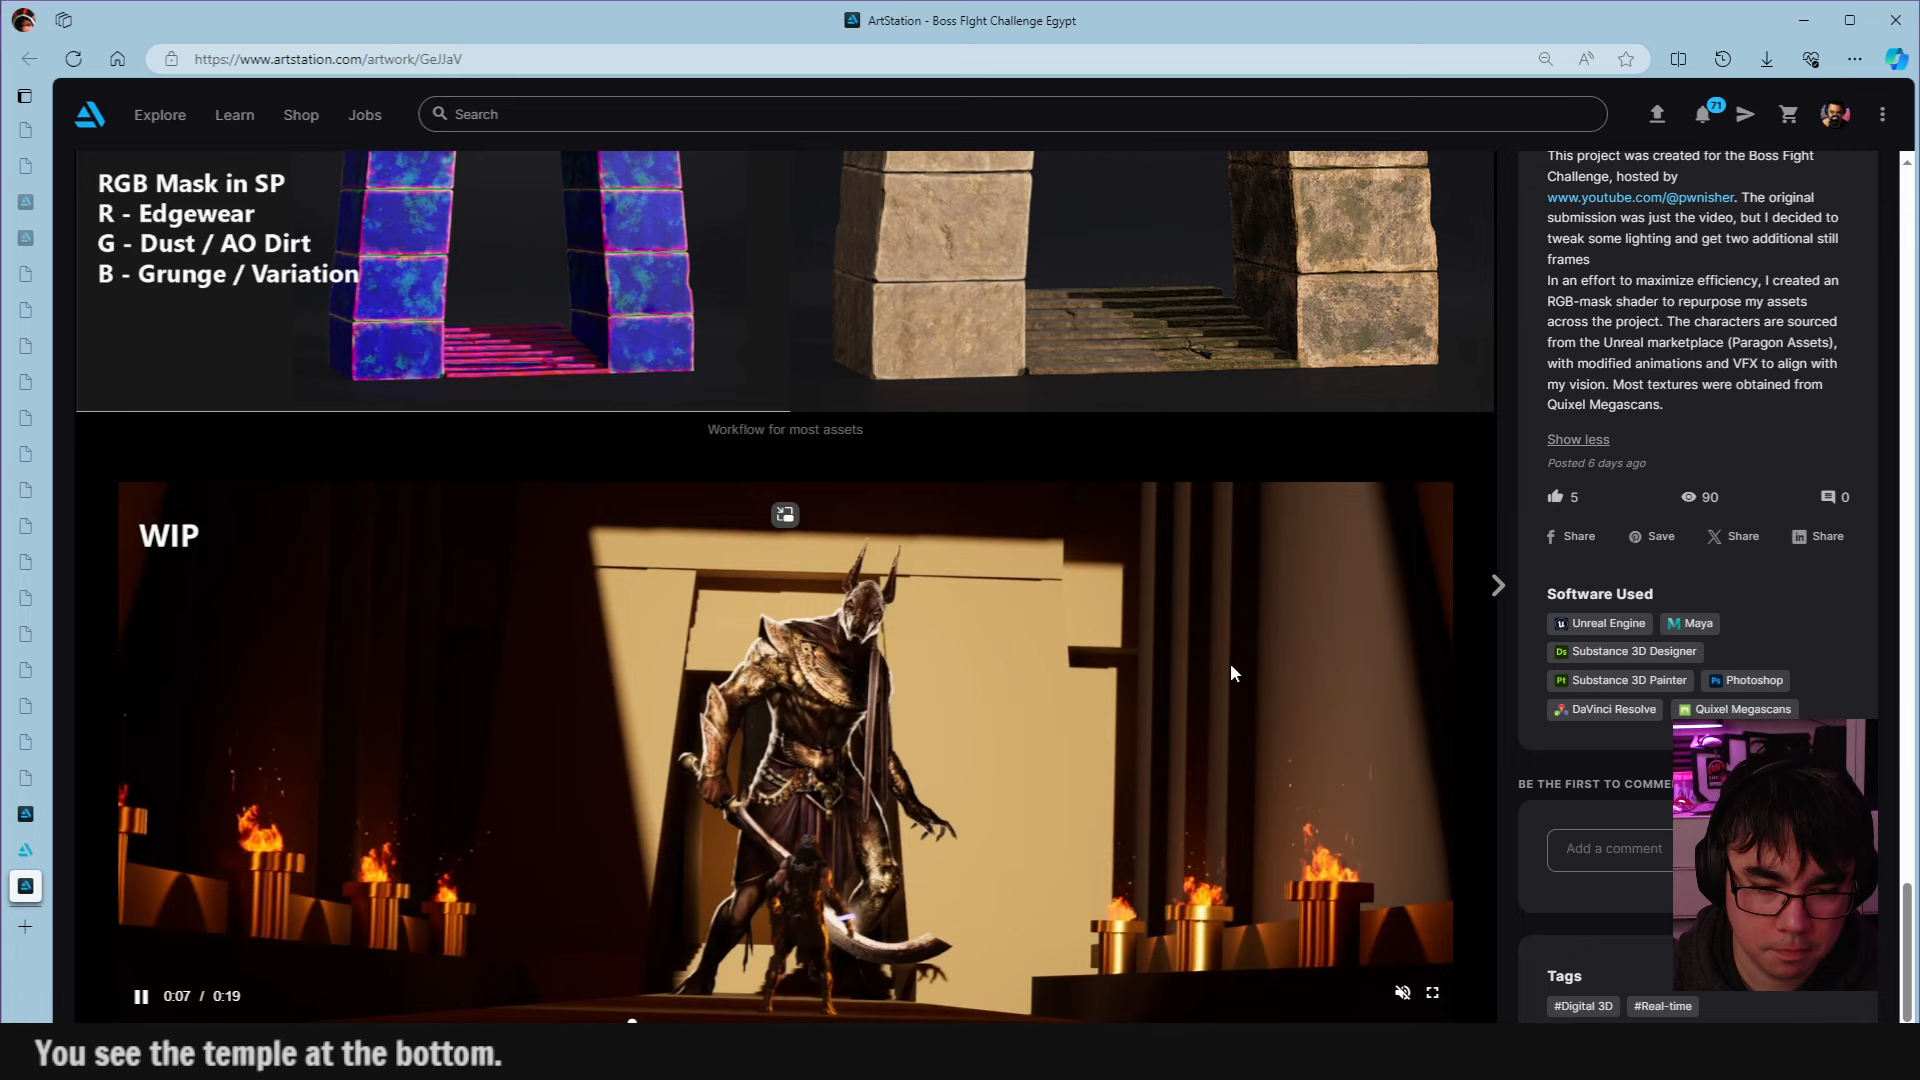 ArtStation - Boss FIght Challenge Egypt
https://www.artstation.com/artwork/GeJJaV
Explore
Learn
Shop
Jobs
Search
71
RGB Mask in SP
R - Edgewear
G - Dust / AO Dirt
B - Grunge / Variation
Workflow for most assets
WIP
0:07 / 0:19
This project was created for the Boss Fight
Challenge, hosted by
www.youtube.com/@pwnisher. The original
submission was just the video, but I decided to
tweak some lighting and get two additional still
frames
In an effort to maximize efficiency, I created an
RGB-mask shader to repurpose my assets
across the project. The characters are sourced
from the Unreal marketplace (Paragon Assets),
with modified animations and VFX to align with
my vision. Most textures were obtained from
Quixel Megascans.
Show less
Posted 6 days ago
5
90
0
Share
Save
Share
Share
Software Used
Unreal Engine
Maya
Ds Substance 3D Designer
Pt Substance 3D Painter
Ps Photoshop
DaVinci Resolve
Quixel Megascans
BE THE FIRST TO COMME
Add a comment
Tags
#Digital 3D
#Real-time
You see the temple at the bottom.